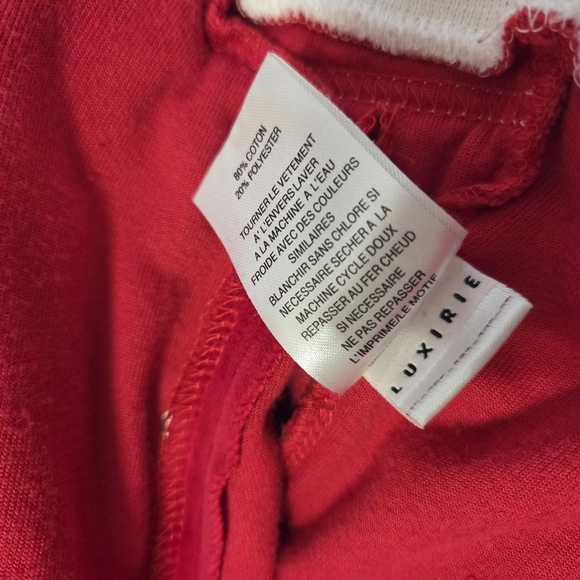 80% COTON
20% POLYESTER
TOURNER LE VETEMENT
A L'ENVERS LAVER
A LA MACHINE A L'EAU
FROIDE AVEC DES COULEURS
SIMILAIRES
BLANCHIR SANS CHLORE SI
NECESSAIRE SECHER A LA
MACHINE CYCLE DOUX
REPASSER AU FER CHEUD
SI NECESSAIRE
NE PAS REPASSER
L'IMPRIME/LE MOTIF
LUXIRIE